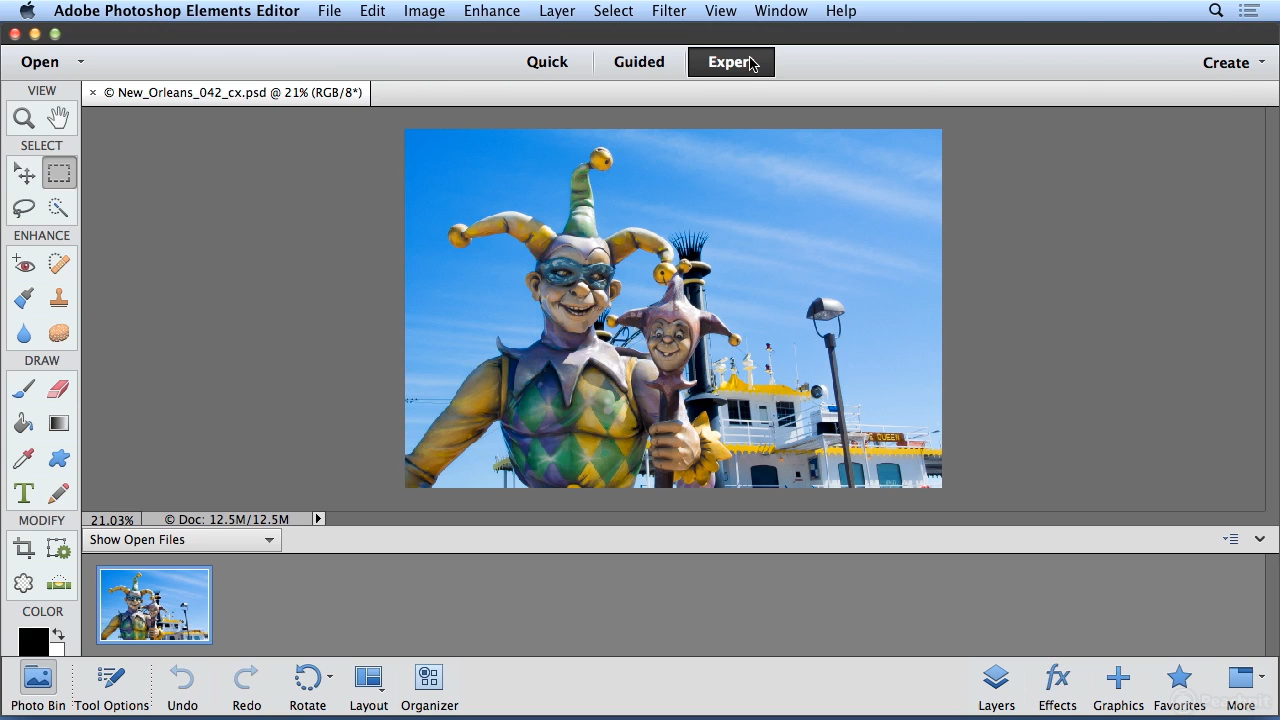 Adobe Photoshop Elements Editor File Edit Image Enhance Layer Select Filter View Window Help
Open Quick Guided Exper Create
VIEW
× © New_Orleans_042_cx.psd @ 21% (RGB/8*)
SELECT
ENHANCE
DRAW
QUEEN
T
MODIFY
21.03% © Doc: 12.5M/12.5M
Show Open Files
COLOR
fx
Photo Bin Tool Options Undo Redo Rotate Layout Organizer Layers Effects Graphics Favorites More